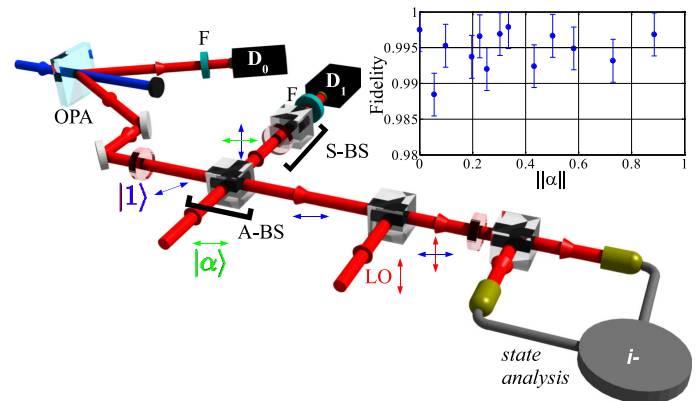 OPA
F
D0
F
D1
S-BS
|1⟩
A-BS
|α⟩
LO
state
analysis
i-
Fidelity
1
0.995
0.99
0.985
0.98
0 0.2 0.4 0.6 0.8 1
||α||